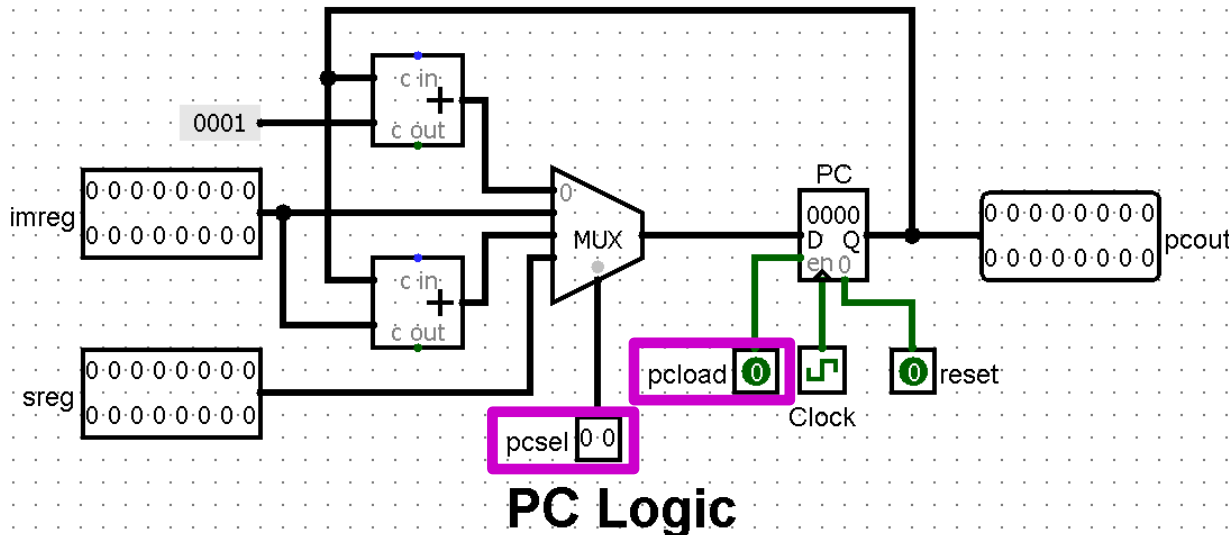 c in
+
c out
0001
imreg
0 0 0 0 0 0 0 0
0 0 0 0 0 0 0 0
0
MUX
c in
+
c out
sreg
0 0 0 0 0 0 0 0
0 0 0 0 0 0 0 0
pcsel
0 0
PC
0000
D Q
en 0
pcload
0
Clock
0
reset
0 0 0 0 0 0 0 0
0 0 0 0 0 0 0 0
pcout
PC Logic